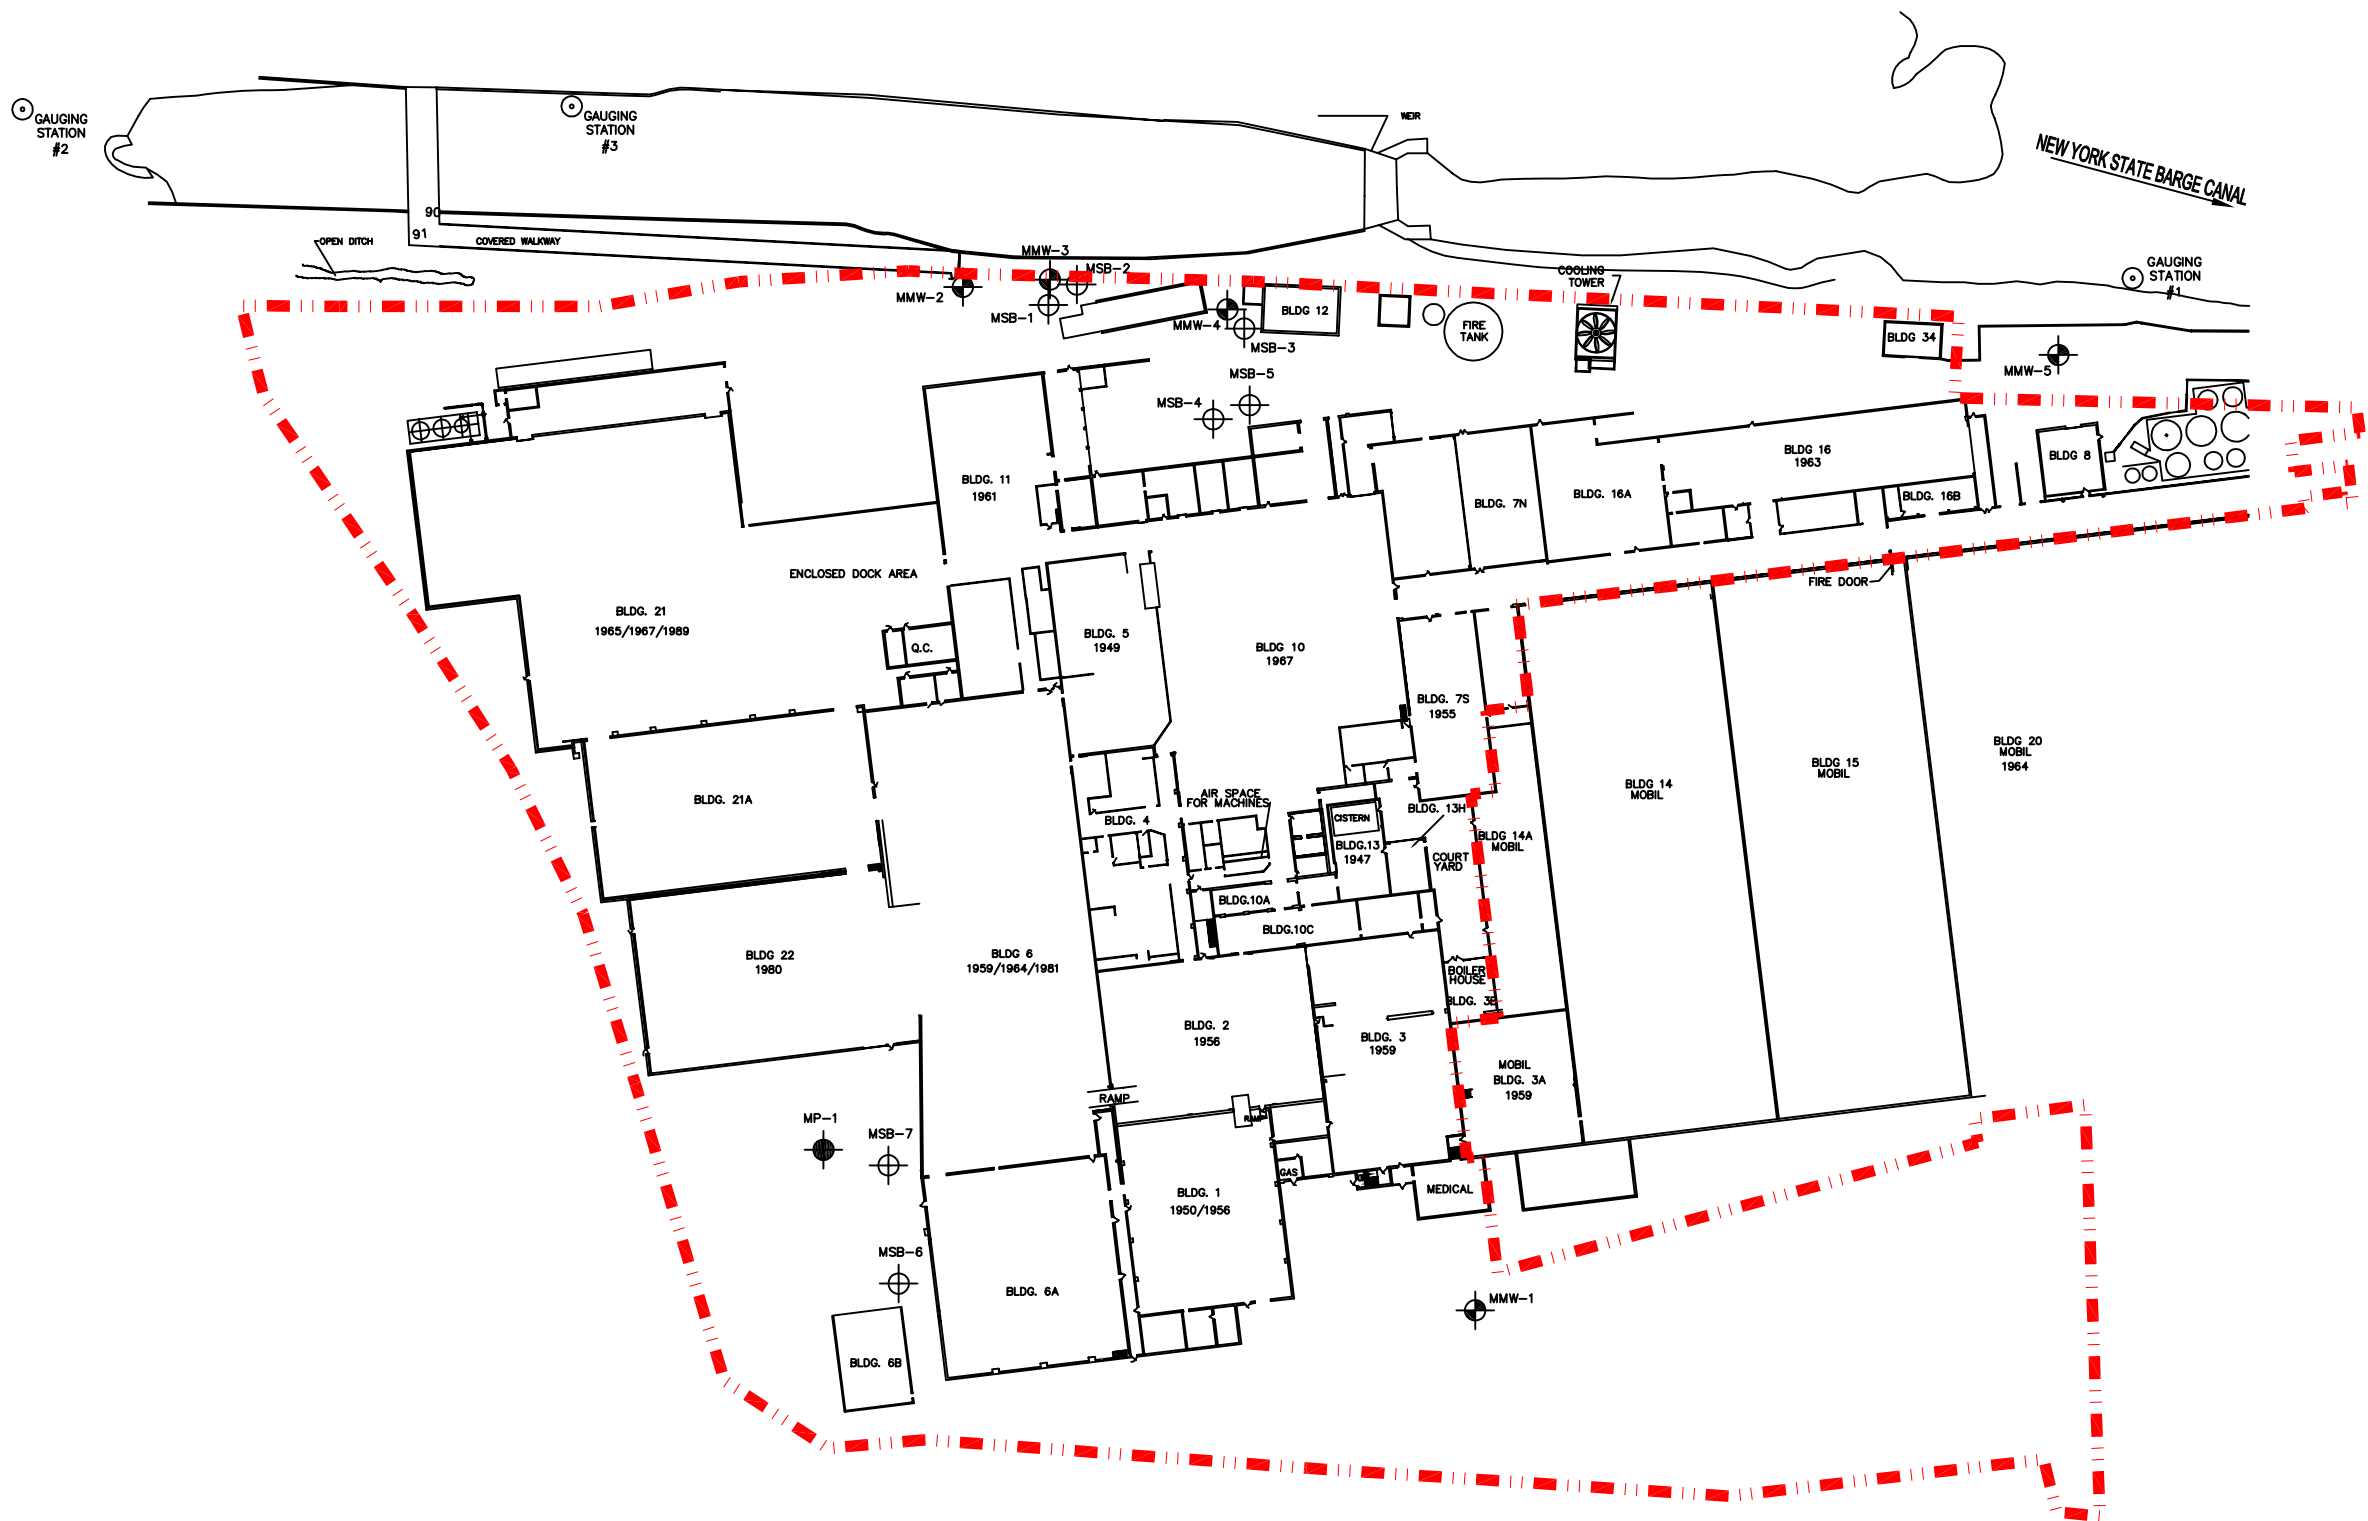 GAUGING
STATION
#2
GAUGING
STATION
#3
WEIR
NEW YORK STATE BARGE CANAL
90
91
OPEN DITCH
COVERED WALKWAY
MMW-3
MSB-2
MMW-2
MSB-1
MMW-4
MSB-3
BLDG 12
FIRE
TANK
COOLING
TOWER
GAUGING
STATION
#1
BLDG 34
MMW-5
MSB-5
MSB-4
BLDG. 11
1961
BLDG. 7N
BLDG. 16A
BLDG 16
1963
BLDG. 16B
BLDG 8
ENCLOSED DOCK AREA
FIRE DOOR
BLDG. 21
1965/1967/1989
Q.C.
BLDG. 5
1949
BLDG 10
1967
BLDG. 7S
1955
BLDG 14
MOBIL
BLDG 15
MOBIL
BLDG 20
MOBIL
1964
BLDG. 21A
AIR SPACE
FOR MACHINES
BLDG. 4
CISTERN
BLDG.13
1947
BLDG. 13H
COURT
YARD
BLDG 14A
MOBIL
BLDG.10A
BLDG.10C
BLDG 22
1980
BLDG 6
1959/1964/1981
BOILER
HOUSE
BLDG. 3B
BLDG. 2
1956
BLDG. 3
1959
MOBIL
BLDG. 3A
1959
RAMP
RAMP
MP-1
MSB-7
GAS
MEDICAL
BLDG. 1
1950/1956
MSB-6
BLDG. 6A
MMW-1
BLDG. 6B